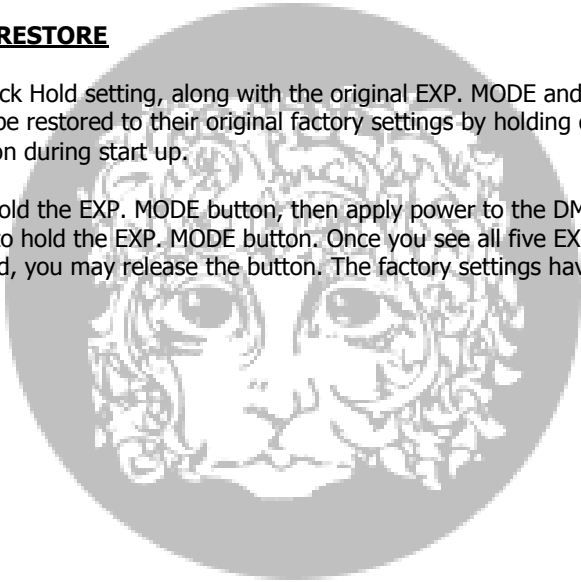 RESTORE
ck Hold setting, along with the original EXP. MODE and
be restored to their original factory settings by holding
on during start up.
old the EXP. MODE button, then apply power to the DM
to hold the EXP. MODE button. Once you see all five EX
d, you may release the button. The factory settings hav